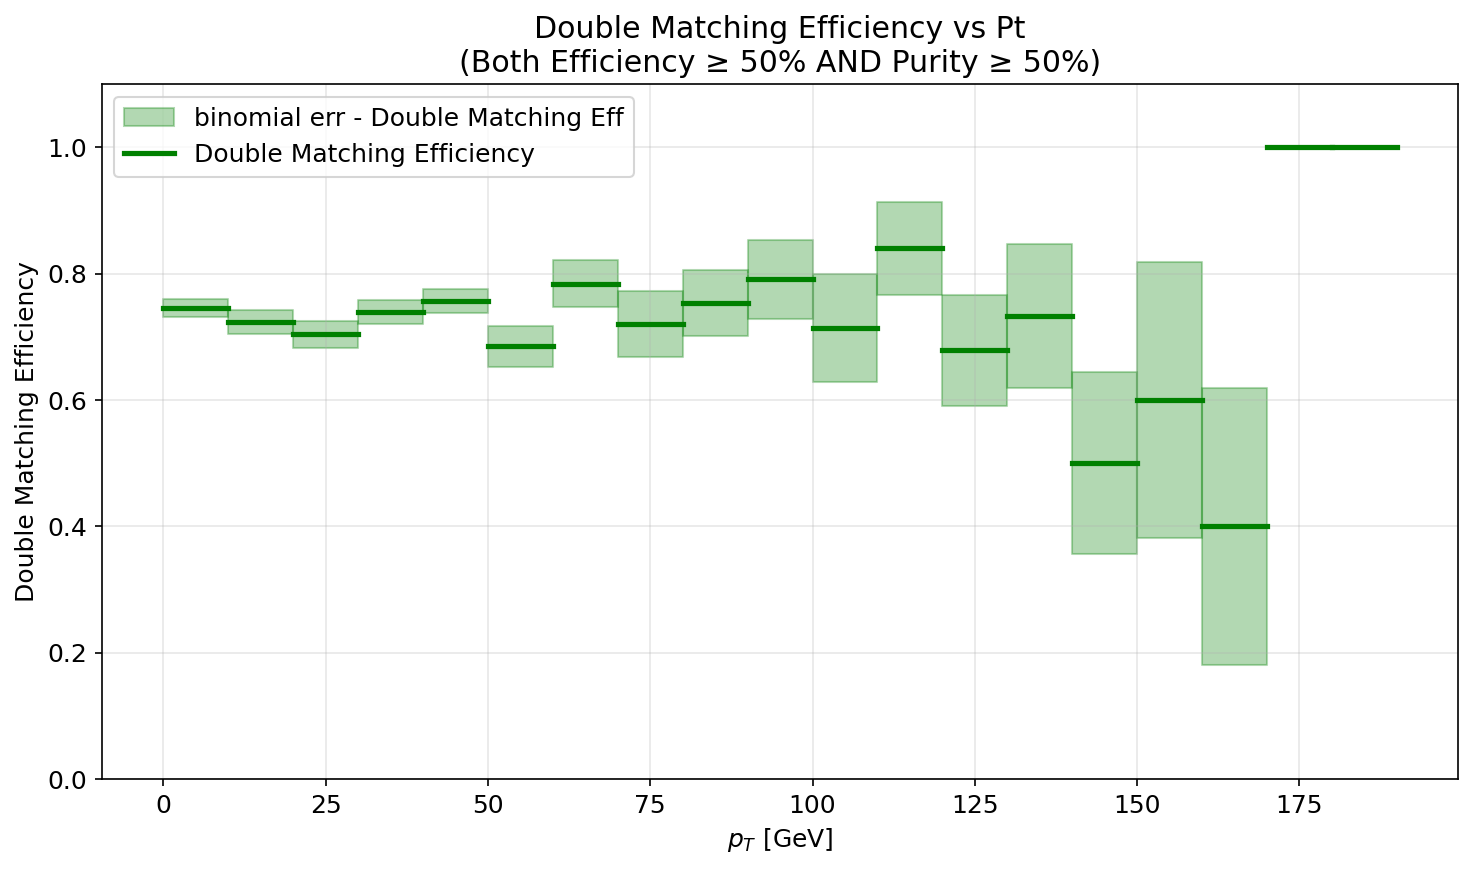 Double Matching Efficiency vs Pt
(Both Efficiency ≥ 50% AND Purity ≥ 50%)
binomial err - Double Matching Eff
Double Matching Efficiency
Double Matching Efficiency
1.0
0.8
0.6
0.4
0.2
0.0
0 25 50 75 100 125 150 175
p_T [GeV]